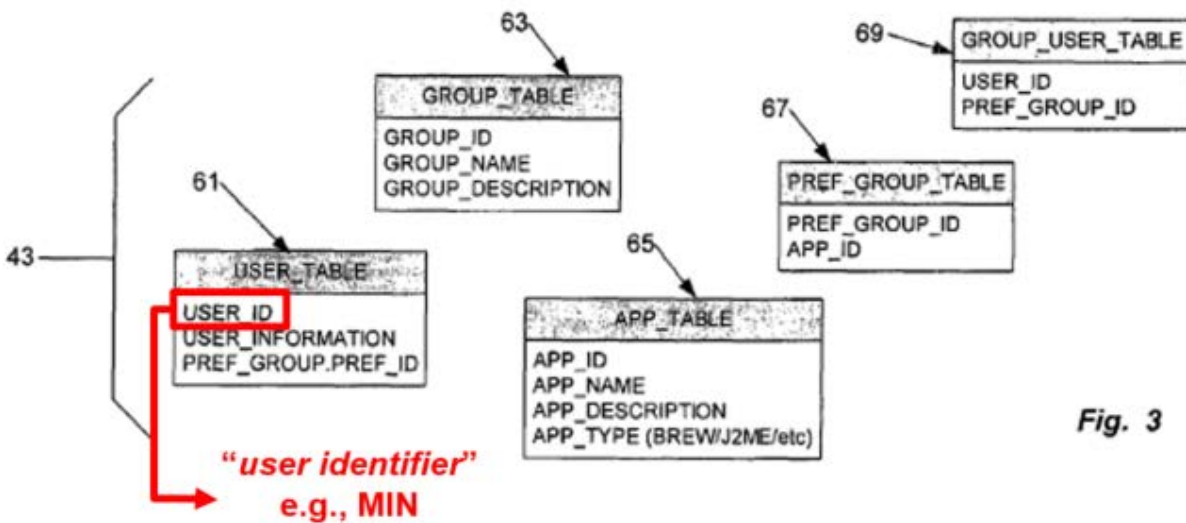 63
GROUP_TABLE
GROUP_ID
GROUP_NAME
GROUP_DESCRIPTION
69
GROUP_USER_TABLE
USER_ID
PREF_GROUP_ID
67
PREF_GROUP_TABLE
PREF_GROUP_ID
APP_ID
43
61
USER_TABLE
USER_ID
USER_INFORMATION
PREF_GROUP.PREF_ID
65
APP_TABLE
APP_ID
APP_NAME
APP_DESCRIPTION
APP_TYPE (BREW/J2ME/etc)
Fig. 3
“user identifier”
e.g., MIN